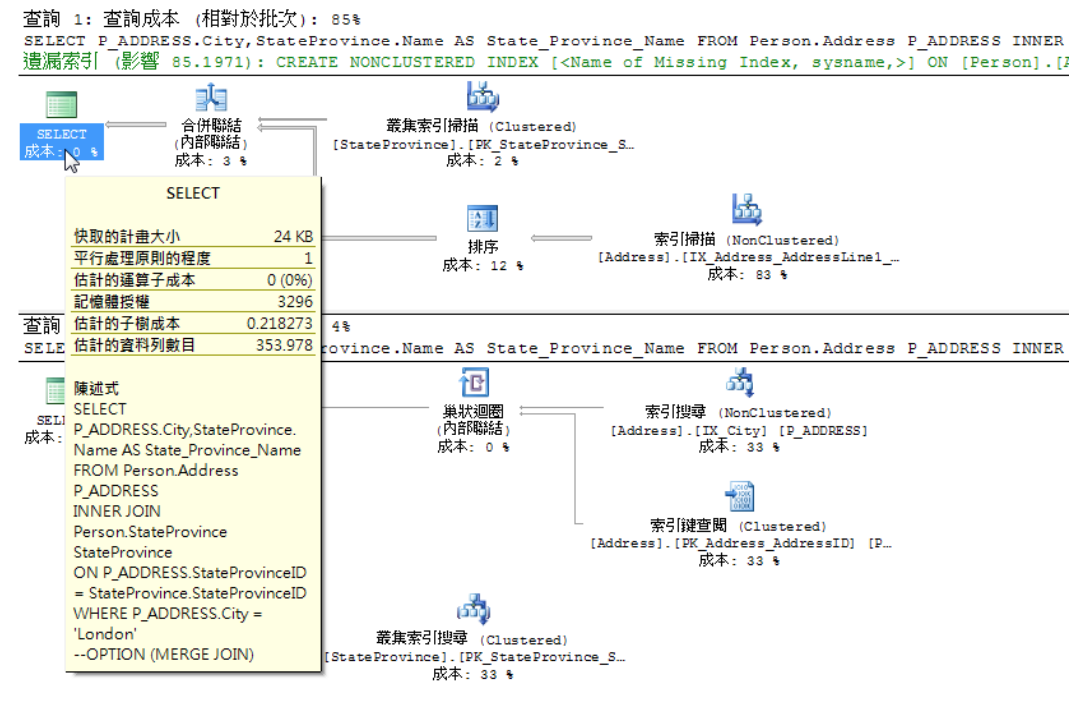 查詢 1: 查詢成本 (相對於批次): 85%
SELECT P_ADDRESS.City,StateProvince.Name AS State_Province_Name FROM Person.Address P_ADDRESS INNER
遺漏索引 (影響 85.1971): CREATE NONCLUSTERED INDEX [<Name of Missing Index, sysname,>] ON [Person].[
SELECT
成本: 0 %
合併聯結
(內部聯結)
成本: 3 %
叢集索引掃描 (Clustered)
[StateProvince].[PK_StateProvince_S…
成本: 2 %
排序
成本: 12 %
索引掃描 (NonClustered)
[Address].[IX_Address_AddressLine1_…
成本: 83 %
SELECT
快取的計畫大小 24 KB
平行處理原則的程度 1
估計的運算子成本 0 (0%)
記憶體授權 3296
估計的子樹成本 0.218273
估計的資料列數目 353.978
陳述式
SELECT
P_ADDRESS.City,StateProvince.
Name AS State_Province_Name
FROM Person.Address
P_ADDRESS
INNER JOIN
Person.StateProvince
StateProvince
ON P_ADDRESS.StateProvinceID
= StateProvince.StateProvinceID
WHERE P_ADDRESS.City =
'London'
--OPTION (MERGE JOIN)
查詢 4%
SELE rovince.Name AS State_Province_Name FROM Person.Address P_ADDRESS INNER
SEL
成本:
巢狀迴圈
(內部聯結)
成本: 0 %
索引搜尋 (NonClustered)
[Address].[IX_City] [P_ADDRESS]
成本: 33 %
索引鍵查閱 (Clustered)
[Address].[PK_Address_AddressID] [P…
成本: 33 %
叢集索引搜尋 (Clustered)
[StateProvince].[PK_StateProvince_S…
成本: 33 %